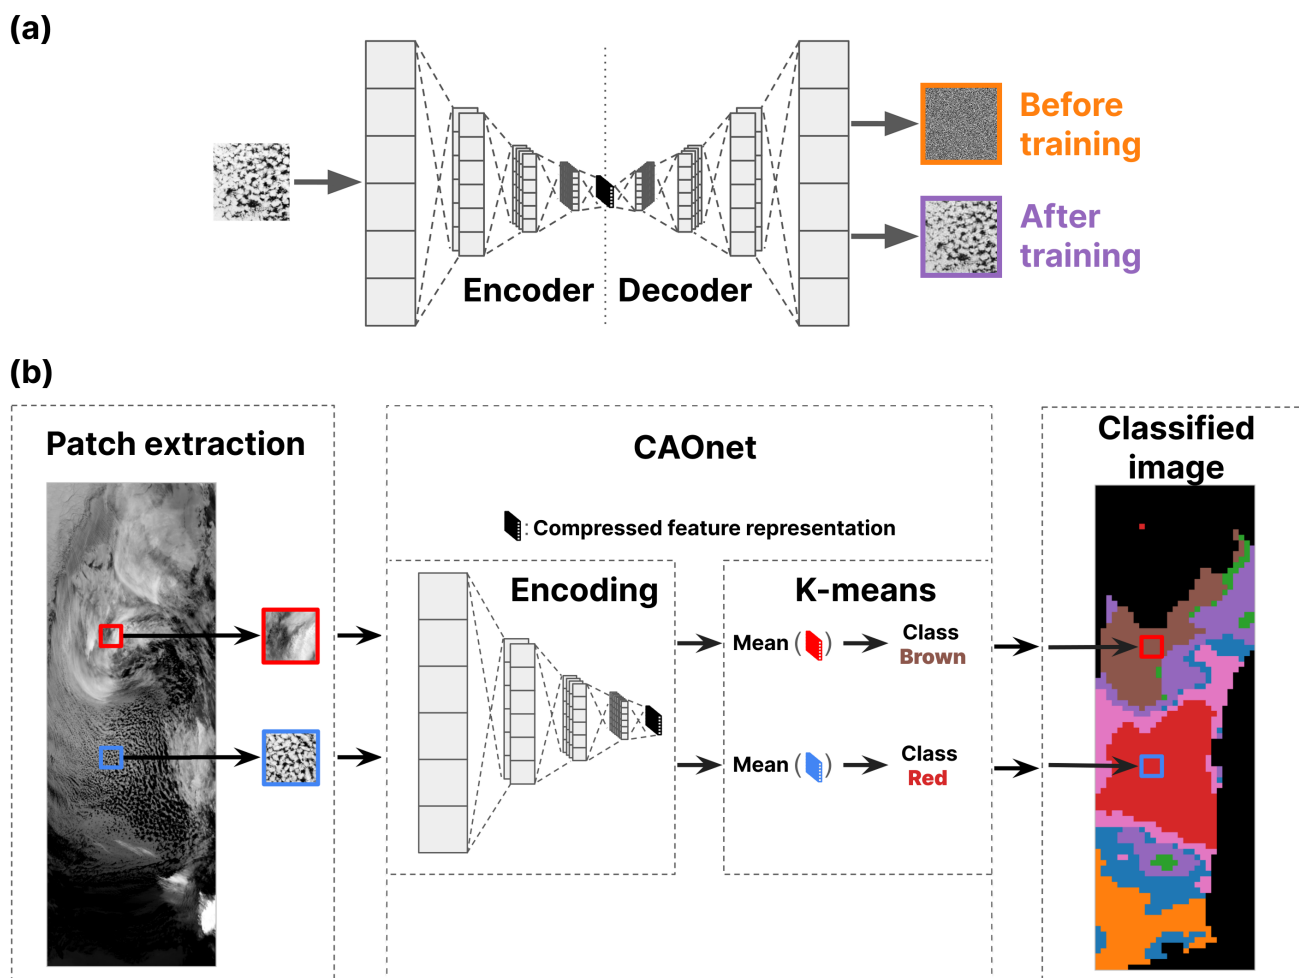 (a)
Before
training
After
training
Encoder Decoder
(b)
Patch extraction
CAOnet
Classified
image
: Compressed feature representation
Encoding
K-means
Mean ( )
Class
Brown
Mean ( )
Class
Red